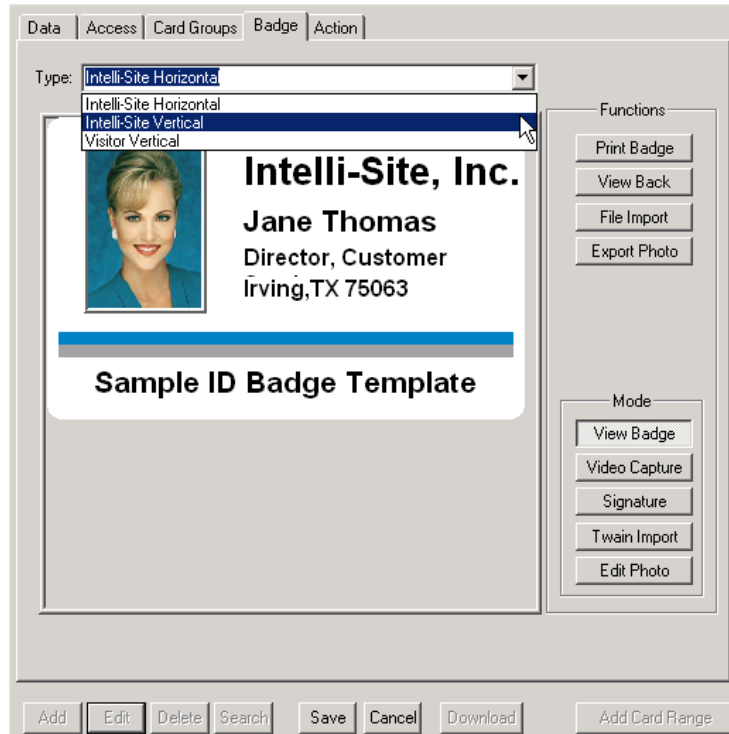 Data Access Card Groups Badge Action
Type: Intelli-Site Horizontal
Intelli-Site Horizontal
Intelli-Site Vertical
Visitor Vertical
Intelli-Site, Inc.
Jane Thomas
Director, Customer
Irving,TX 75063
Sample ID Badge Template
Functions
Print Badge
View Back
File Import
Export Photo
Mode
View Badge
Video Capture
Signature
Twain Import
Edit Photo
Add Edit Delete Search Save Cancel Download Add Card Range